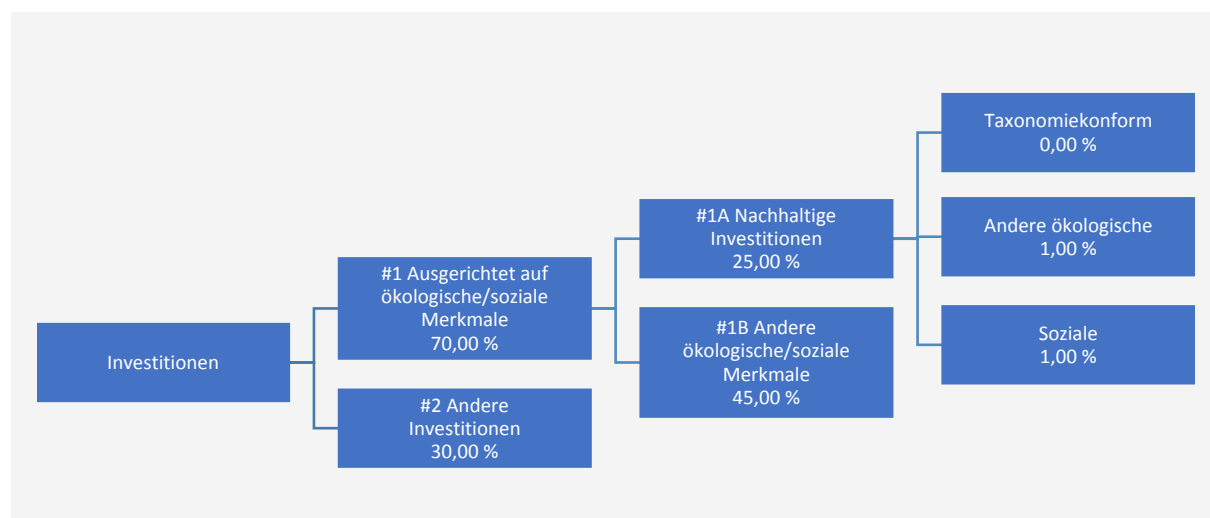 Investitionen
#1 Ausgerichtet auf
ökologische/soziale
Merkmale
70,00 %
#2 Andere
Investitionen
30,00 %
#1A Nachhaltige
Investitionen
25,00 %
#1B Andere
ökologische/soziale
Merkmale
45,00 %
Taxonomiekonform
0,00 %
Andere ökologische
1,00 %
Soziale
1,00 %